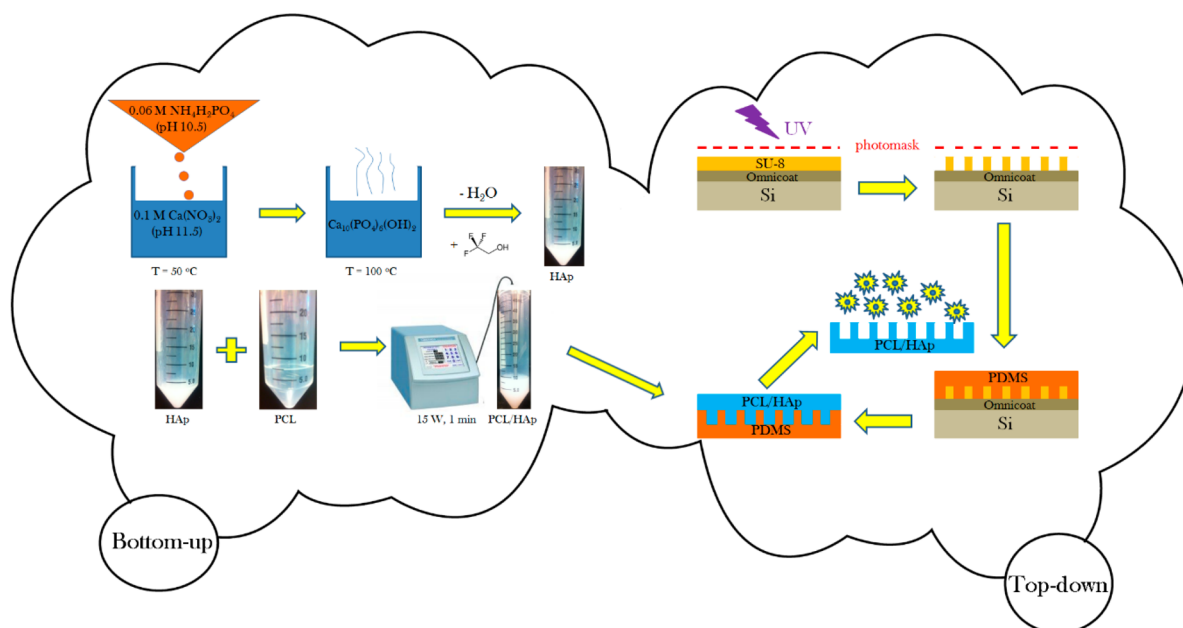 0.06 M NH₄H₂PO₄
(pH 10.5)
0.1 M Ca(NO₃)₂
(pH 11.5)
T = 50 °C
Ca₁₀(PO₄)₆(OH)₂
T = 100 °C
- H₂O
+
F
F
F
OH
HAp
HAp
PCL
15 W, 1 min
PCL/HAp
Bottom-up
UV
photomask
SU-8
Omnicoat
Si
Omnicoat
Si
PCL/HAp
PDMS
Omnicoat
Si
PCL/HAp
PDMS
Top-down